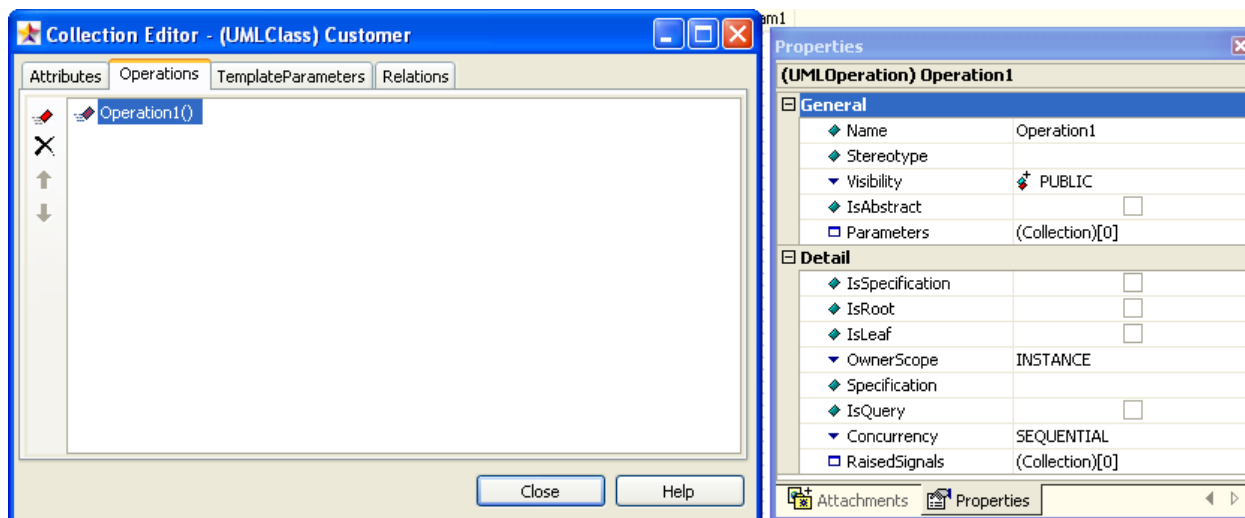 Collection Editor - (UMLClass) Customer
Attributes Operations TemplateParameters Relations
Operation1()
Close Help
am1
Properties
(UMLOperation) Operation1
General
Name Operation1
Stereotype
Visibility PUBLIC
IsAbstract
Parameters (Collection)[0]
Detail
IsSpecification
IsRoot
IsLeaf
OwnerScope INSTANCE
Specification
IsQuery
Concurrency SEQUENTIAL
RaisedSignals (Collection)[0]
Attachments Properties